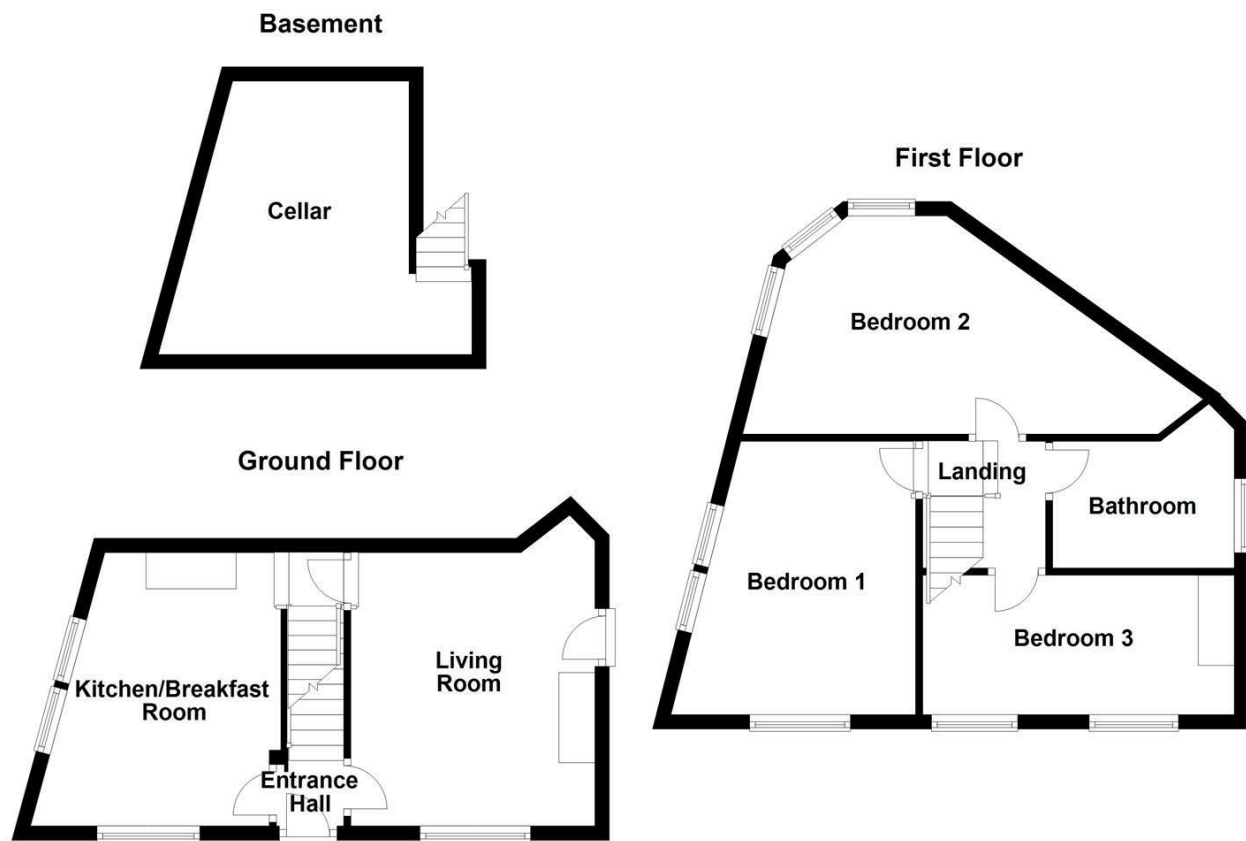 Basement
Cellar
First Floor
Bedroom 2
Landing
Bathroom
Bedroom 1
Bedroom 3
Ground Floor
Kitchen/Breakfast
Room
Living
Room
Entrance
Hall